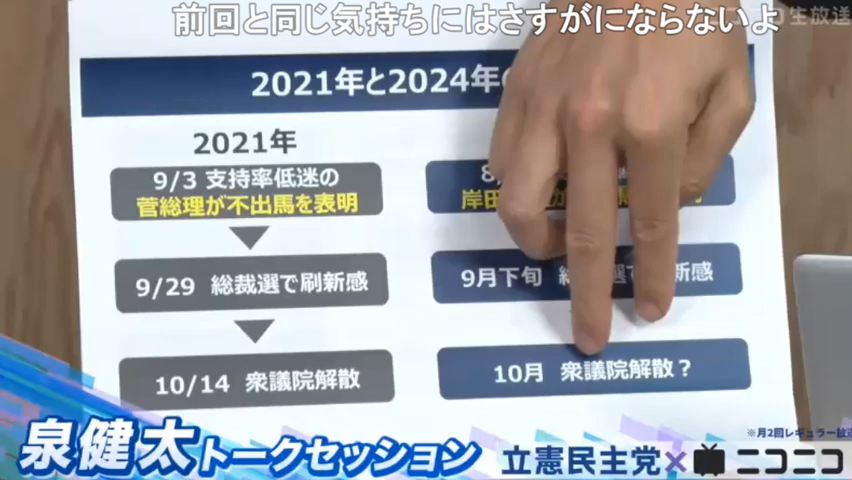 前回と同じ気持ちにはさすがにならないよ
生放送
2021年と2024年の
2021年
9/3 支持率低迷の
菅総理が不出馬を表明
9/29 総裁選で刷新感
10/14 衆議院解散
8
岸田
9月下旬 総 選で 新感
10月 衆議院解散？
※月2回レギュラー放送
泉健太トークセッション
立憲民主党×ニコニコ